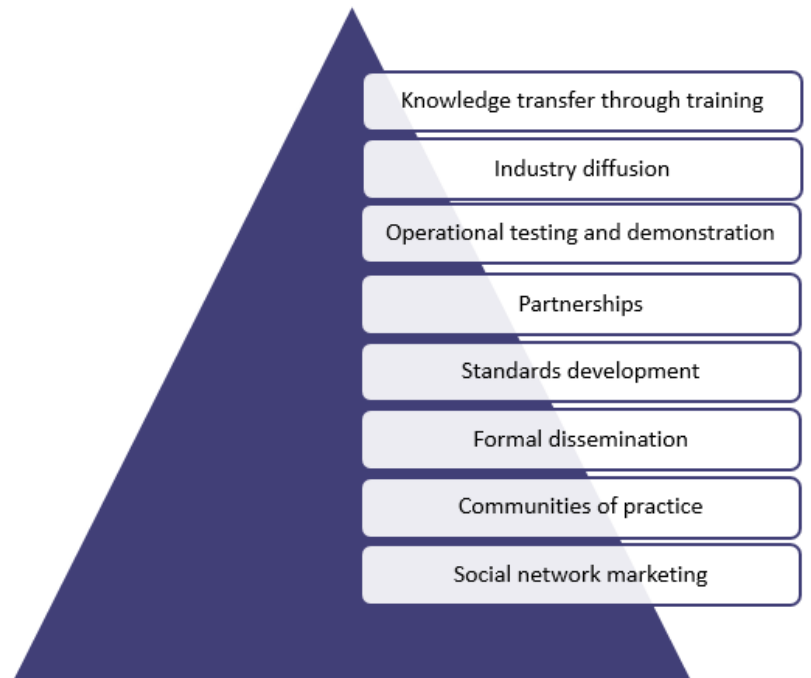 Knowledge transfer through training
Industry diffusion
Operational testing and demonstration
Partnerships
Standards development
Formal dissemination
Communities of practice
Social network marketing